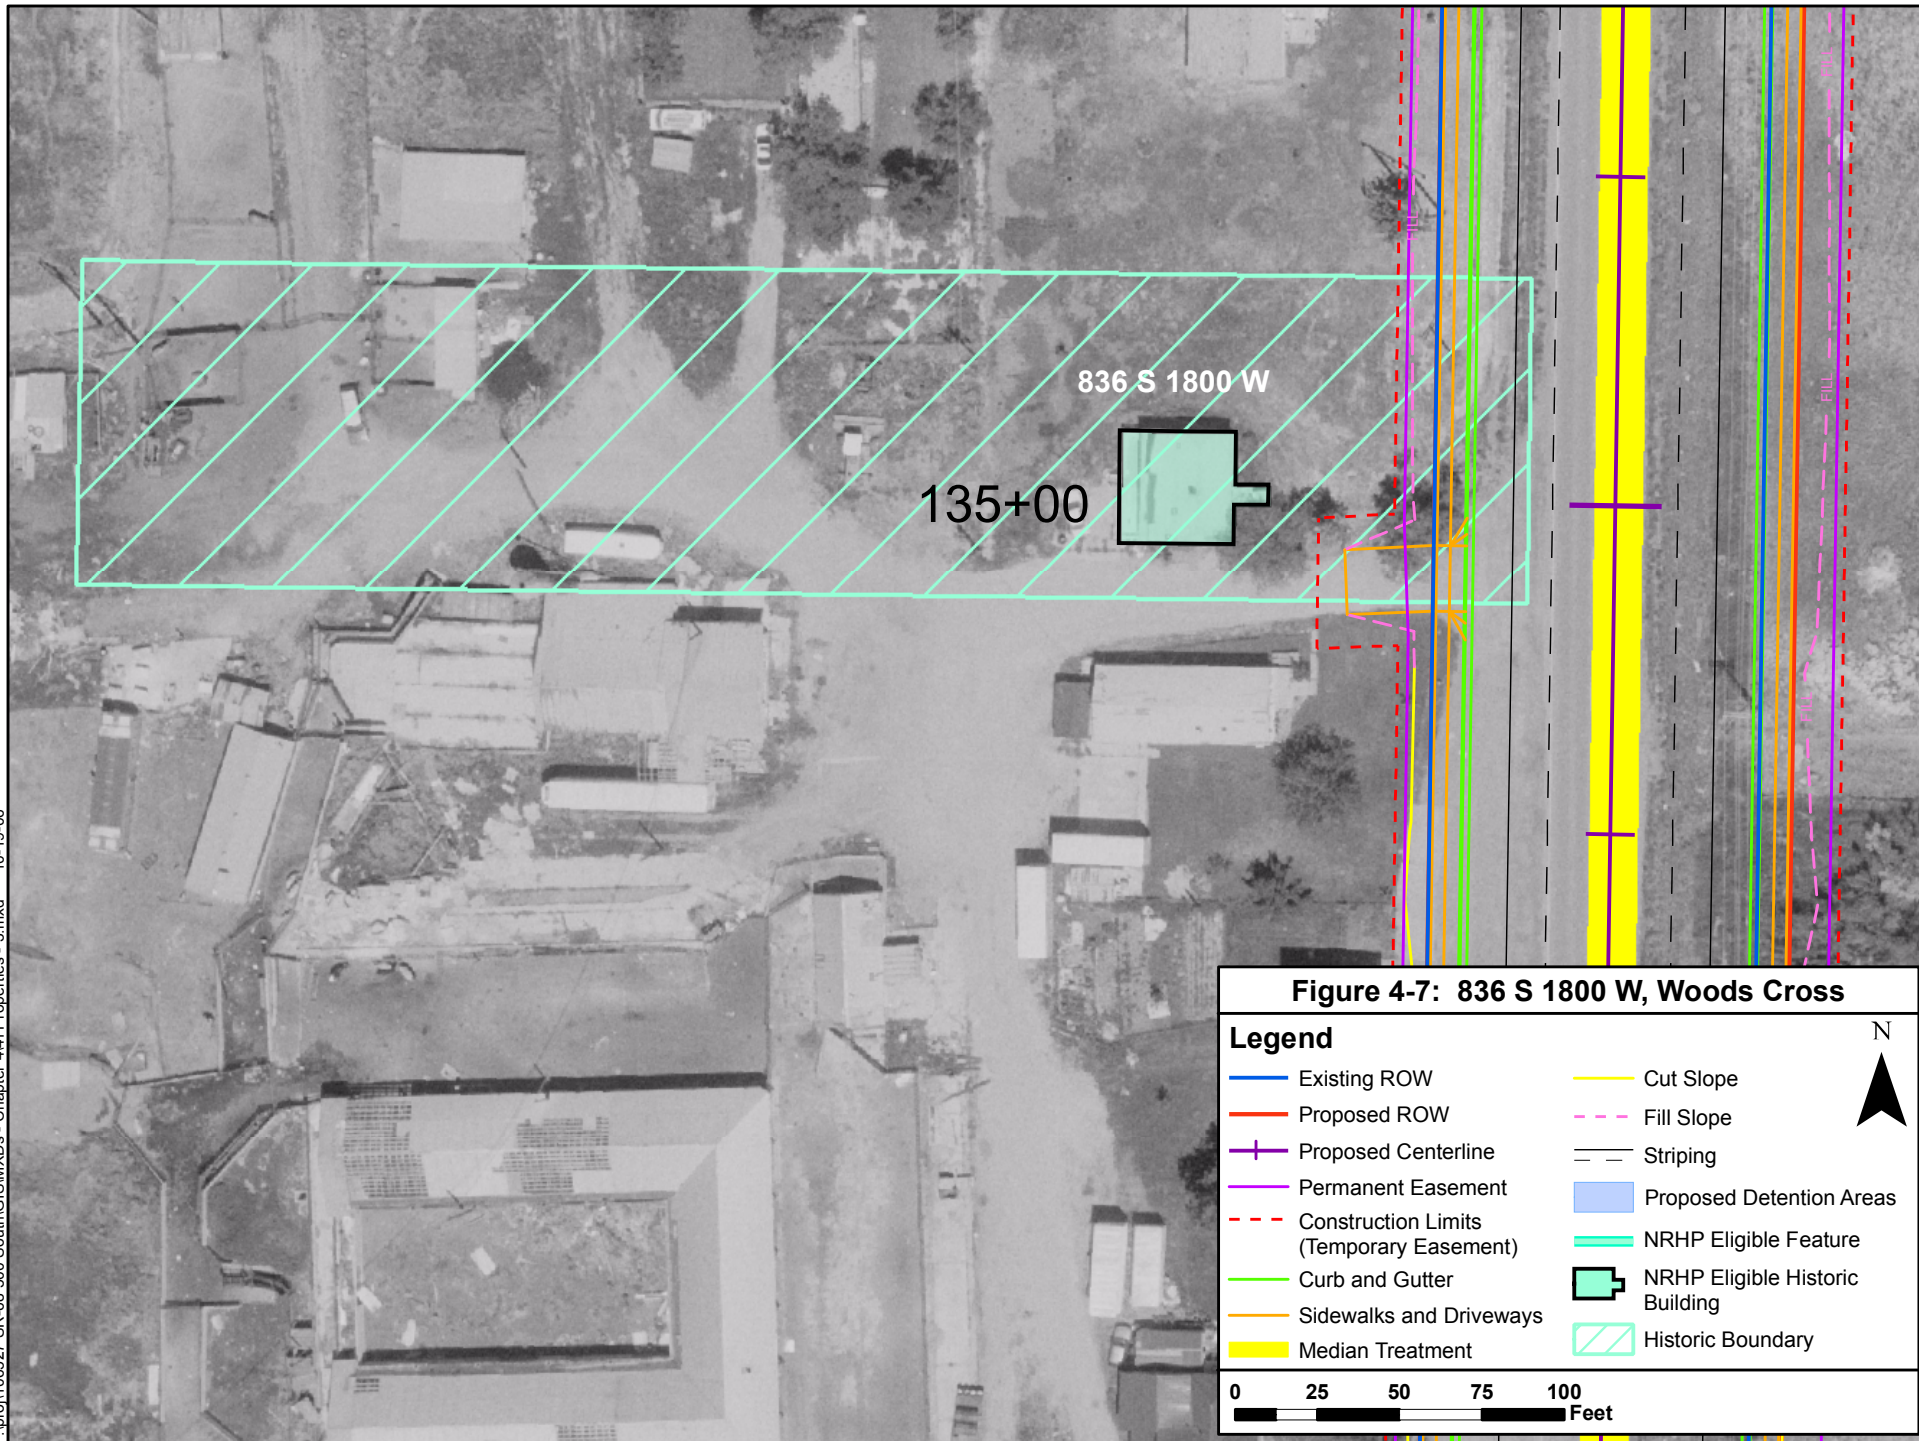 FILL
FILL
836 S 1800 W
FILL
135+00
Figure 4-7: 836 S 1800 W, Woods Cross
Legend
N
Existing ROW
Proposed ROW
Proposed Centerline
Permanent Easement
Construction Limits
(Temporary Easement)
Curb and Gutter
Sidewalks and Driveways
Median Treatment
Cut Slope
Fill Slope
Striping
Proposed Detention Areas
NRHP Eligible Feature
NRHP Eligible Historic
Building
Historic Boundary
0 25 50 75 100
Feet